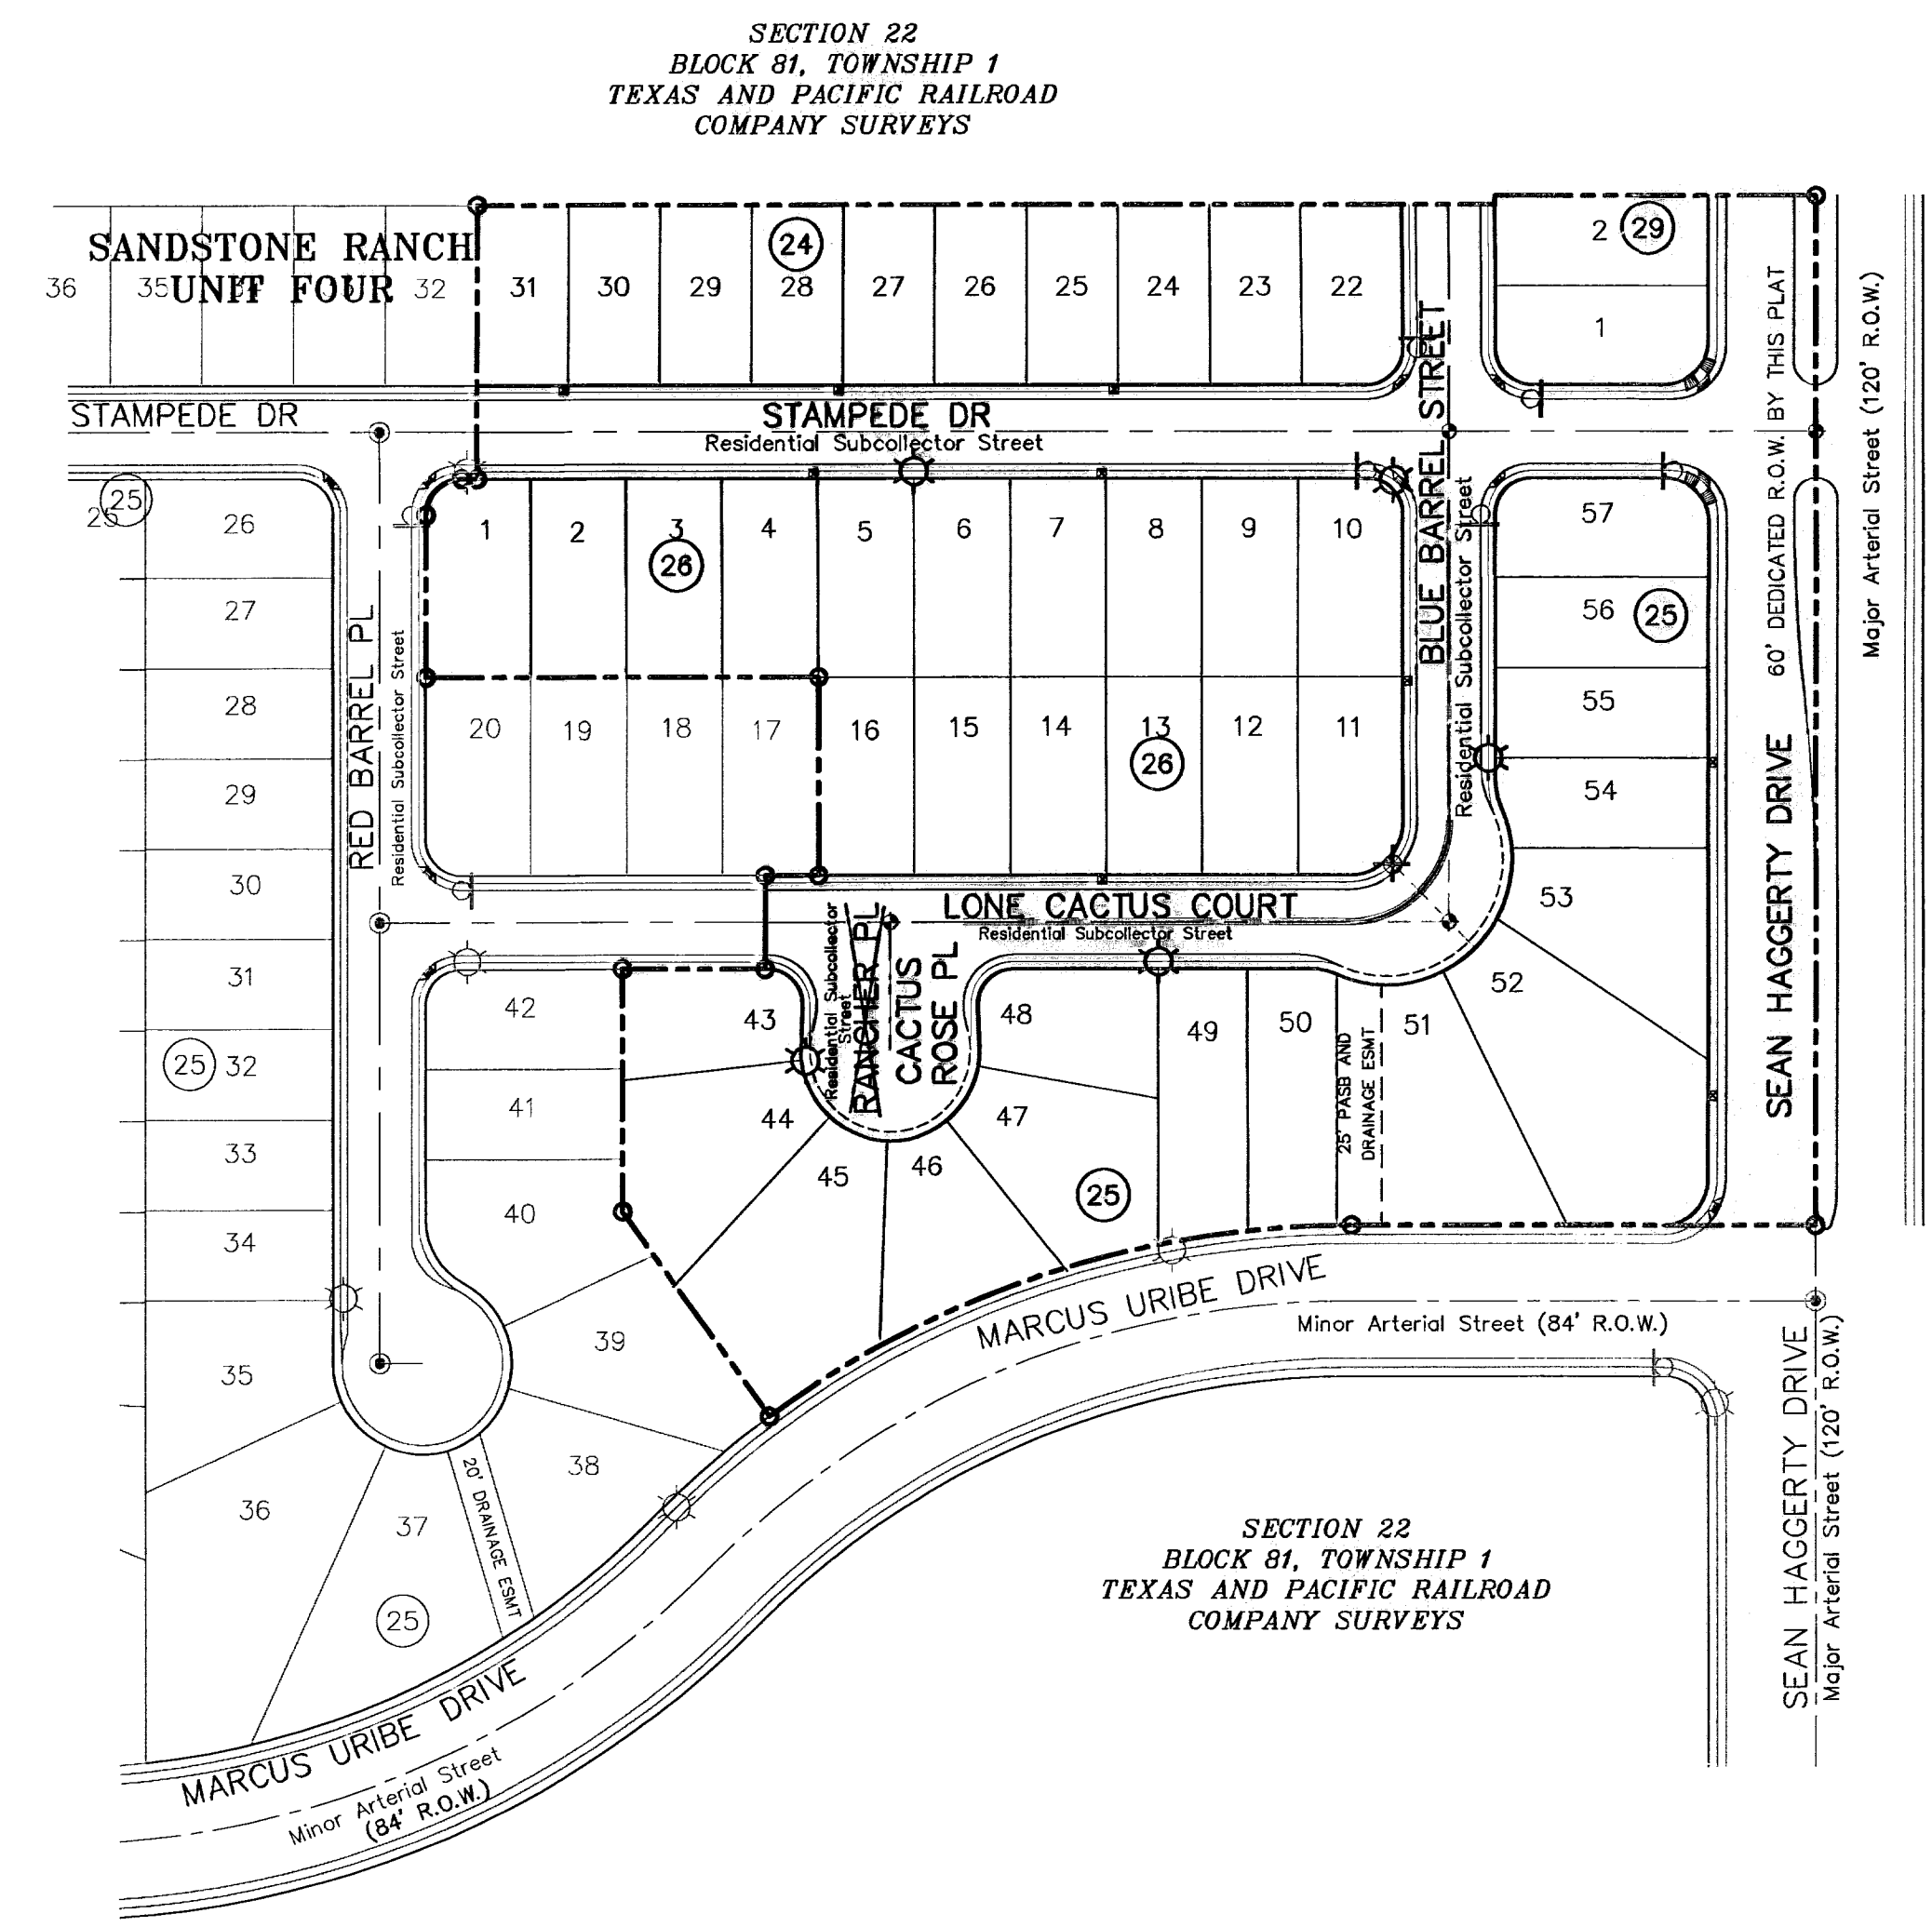 SECTION 22
BLOCK 81, TOWNSHIP 1
TEXAS AND PACIFIC RAILROAD
COMPANY SURVEYS
SANDSTONE RANCH
UNIT FOUR
36
35
32
31
30
29
28
27
26
25
24
23
22
24
2
29
1
STAMPEDE DR
STAMPEDE DR
Residential Subcollector Street
BLUE BARREL STREET
Residential Subcollector Street
60' DEDICATED R.O.W. BY THIS PLAT
SEAN HAGGERTY DRIVE
Major Arterial Street (120' R.O.W.)
25
25
26
27
28
29
30
31
25
32
33
34
35
36
37
25
RED BARREL PL
Residential Subcollector Street
1
2
3
4
5
6
7
8
9
10
26
20
19
18
17
16
15
14
13
12
11
26
57
56
25
55
54
53
52
LONE CACTUS COURT
Residential Subcollector Street
Residential Subcollector
Street
RANCHER PL
CACTUS
ROSE PL
42
43
48
49
50
51
25' PASB AND
DRAINAGE ESMT
41
44
47
45
46
25
40
39
38
20' DRAINAGE ESMT
MARCUS URIBE DRIVE
Minor Arterial Street (84' R.O.W.)
SEAN HAGGERTY DRIVE
Major Arterial Street (120' R.O.W.)
SECTION 22
BLOCK 81, TOWNSHIP 1
TEXAS AND PACIFIC RAILROAD
COMPANY SURVEYS
MARCUS URIBE DRIVE
Minor Arterial Street
(84' R.O.W.)